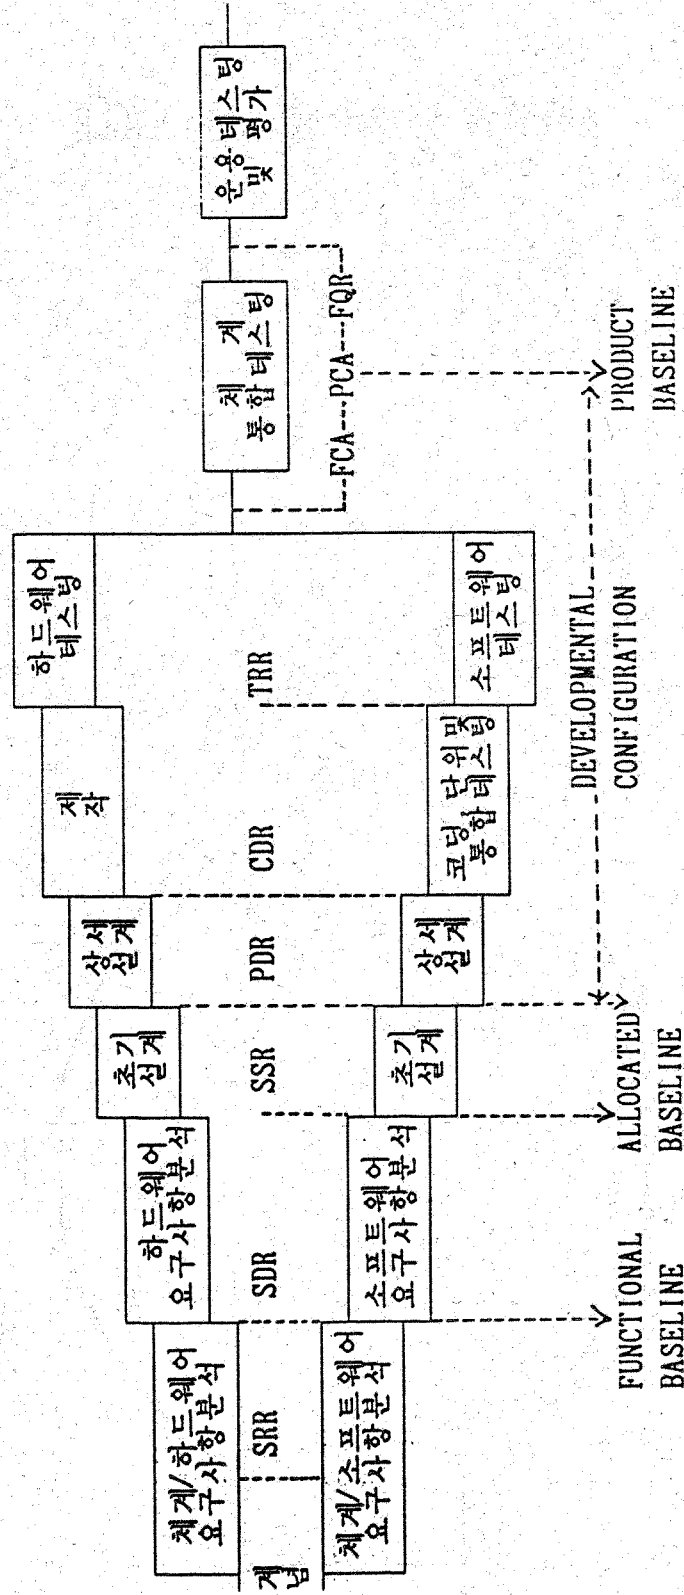 개념
체계/하드웨어
요구사항분석
하드웨어
요구사항분석
초기
설계
상세
설계
제작
하드웨어
테스팅
SRR
SDR
SSR
PDR
CDR
TRR
체계/소프트웨어
요구사항분석
소프트웨어
요구사항분석
초기
설계
상세
설계
코딩 단위및
통합테스팅
소프트웨어
테스팅
체 계
통합테스팅
운용테스팅
및 평가
FCA---PCA---FQR
FUNCTIONAL
BASELINE
ALLOCATED
BASELINE
DEVELOPMENTAL
CONFIGURATION
PRODUCT
BASELINE